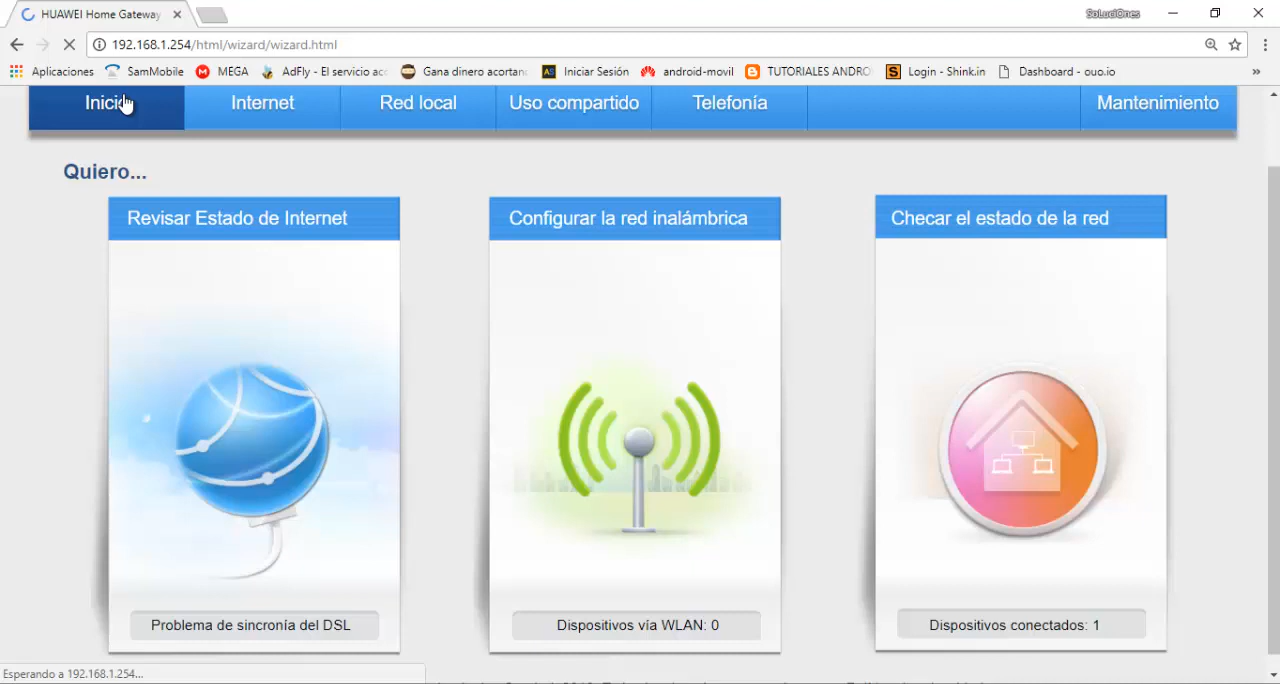 HUAWEI Home Gateway
SoLuciOnes
192.168.1.254/html/wizard/wizard.html
Aplicaciones SamMobile MEGA AdFly - El servicio acc Gana dinero acortan Iniciar Sesión android-movil TUTORIALES ANDRO Login - Shink.in Dashboard - ouo.io »
Inicio Internet Red local Uso compartido Telefonía Mantenimiento
Quiero...
Revisar Estado de Internet Configurar la red inalámbrica Checar el estado de la red
Problema de sincronía del DSL Dispositivos vía WLAN: 0 Dispositivos conectados: 1
Esperando a 192.168.1.254...